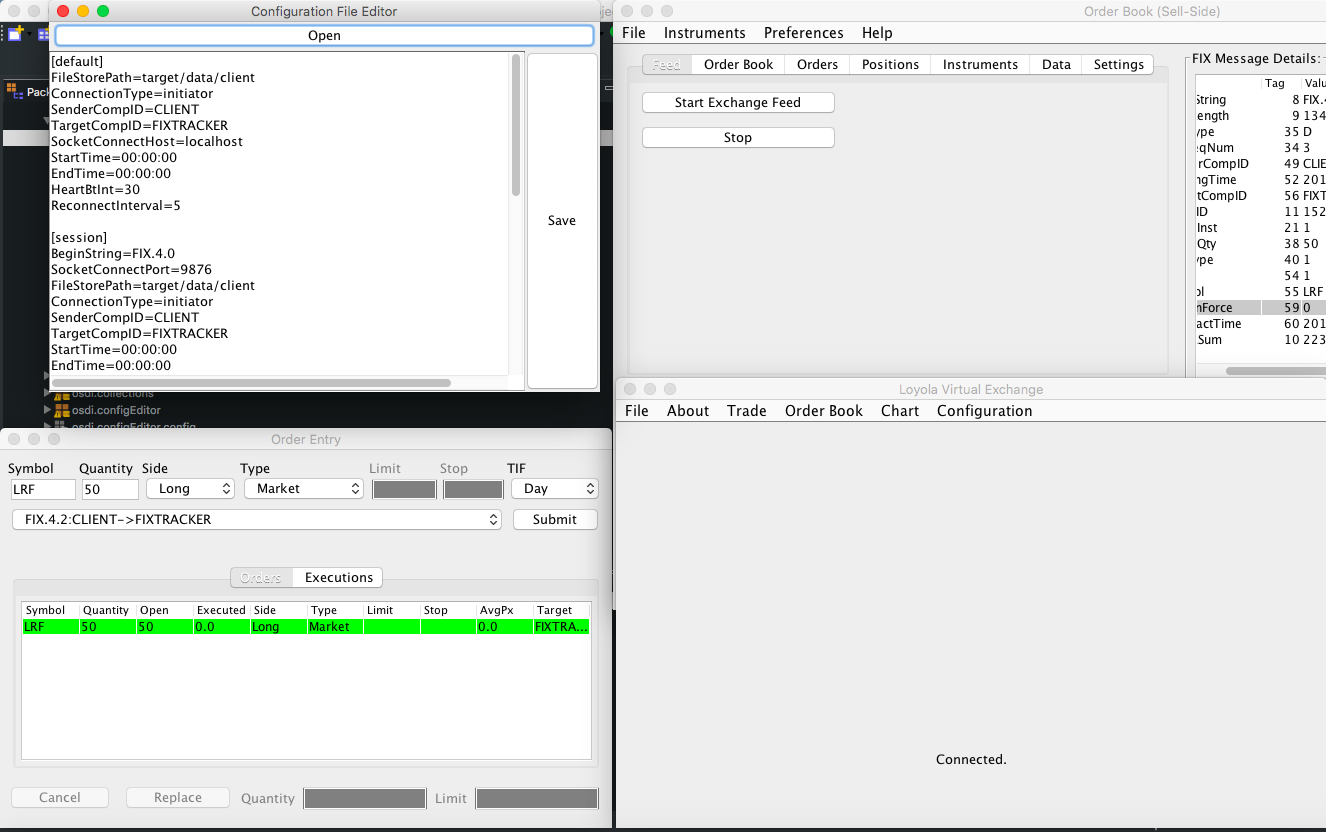 Configuration File Editor
Open
[default]
FileStorePath=target/data/client
ConnectionType=initiator
SenderCompID=CLIENT
TargetCompID=FIXTRACKER
SocketConnectHost=localhost
StartTime=00:00:00
EndTime=00:00:00
HeartBtInt=30
ReconnectInterval=5
[session]
BeginString=FIX.4.0
SocketConnectPort=9876
FileStorePath=target/data/client
ConnectionType=initiator
SenderCompID=CLIENT
TargetCompID=FIXTRACKER
StartTime=00:00:00
EndTime=00:00:00
Save
Pack
osdi.collections
osdi.configEditor
osdi.configEditor.config
Order Book (Sell-Side)
File Instruments Preferences Help
Feed Order Book Orders Positions Instruments Data Settings
Start Exchange Feed
Stop
FIX Message Details:
Tag Valu
String 8 FIX.4
ength 9 134
ype 35 D
eqNum 34 3
rCompID 49 CLIE
ngTime 52 201
tCompID 56 FIXT
ID 11 152
Inst 21 1
Qty 38 50
ype 40 1
54 1
ol 55 LRF
nForce 59 0
actTime 60 201
Sum 10 223
Order Entry
Symbol Quantity Side Type Limit Stop TIF
LRF 50 Long Market Day
FIX.4.2:CLIENT->FIXTRACKER Submit
Orders Executions
Symbol Quantity Open Executed Side Type Limit Stop AvgPx Target
LRF 50 50 0.0 Long Market 0.0 FIXTRA...
Cancel Replace Quantity Limit
Loyola Virtual Exchange
File About Trade Order Book Chart Configuration
Connected.